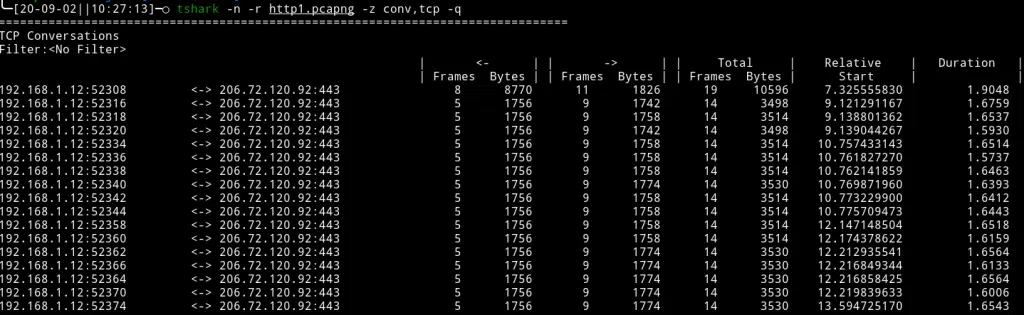 [20-09-02||10:27:13]─○ tshark -n -r http1.pcapng -z conv,tcp -q
================================================================================
TCP Conversations
Filter:<No Filter>
| <- | | -> | | Total | Relative | Duration |
| Frames Bytes | | Frames Bytes | | Frames Bytes | Start | |
192.168.1.12:52308 <-> 206.72.120.92:443 8 8770 11 1826 19 10596 7.325555830 1.9048
192.168.1.12:52316 <-> 206.72.120.92:443 5 1756 9 1742 14 3498 9.121291167 1.6759
192.168.1.12:52318 <-> 206.72.120.92:443 5 1756 9 1758 14 3514 9.138801362 1.6537
192.168.1.12:52320 <-> 206.72.120.92:443 5 1756 9 1742 14 3498 9.139044267 1.5930
192.168.1.12:52334 <-> 206.72.120.92:443 5 1756 9 1758 14 3514 10.757433143 1.6514
192.168.1.12:52336 <-> 206.72.120.92:443 5 1756 9 1758 14 3514 10.761827270 1.5737
192.168.1.12:52338 <-> 206.72.120.92:443 5 1756 9 1758 14 3514 10.762141859 1.6463
192.168.1.12:52340 <-> 206.72.120.92:443 5 1756 9 1774 14 3530 10.769871960 1.6393
192.168.1.12:52342 <-> 206.72.120.92:443 5 1756 9 1758 14 3514 10.773229900 1.6412
192.168.1.12:52344 <-> 206.72.120.92:443 5 1756 9 1758 14 3514 10.775709473 1.6443
192.168.1.12:52358 <-> 206.72.120.92:443 5 1756 9 1758 14 3514 12.147148504 1.6518
192.168.1.12:52360 <-> 206.72.120.92:443 5 1756 9 1758 14 3514 12.174378622 1.6159
192.168.1.12:52362 <-> 206.72.120.92:443 5 1756 9 1774 14 3530 12.212935541 1.6564
192.168.1.12:52366 <-> 206.72.120.92:443 5 1756 9 1774 14 3530 12.216849344 1.6133
192.168.1.12:52364 <-> 206.72.120.92:443 5 1756 9 1774 14 3530 12.216858425 1.6564
192.168.1.12:52370 <-> 206.72.120.92:443 5 1756 9 1774 14 3530 12.219839633 1.6006
192.168.1.12:52374 <-> 206.72.120.92:443 5 1756 9 1774 14 3530 13.594725170 1.6543